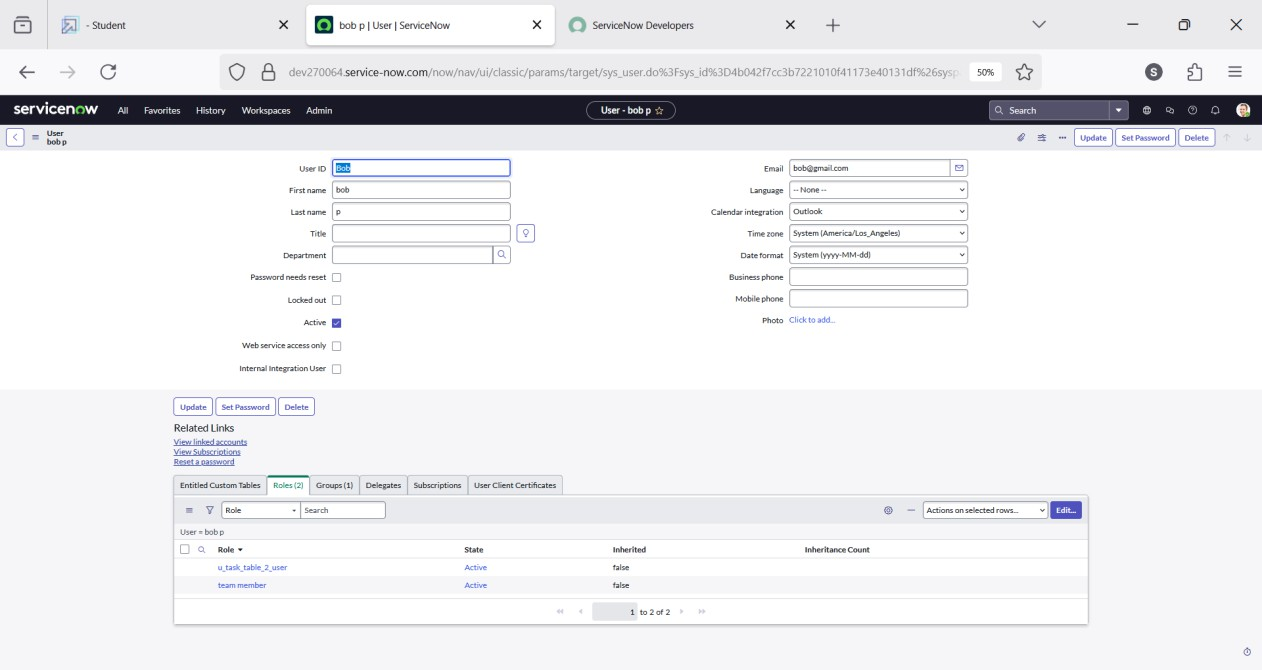 - Student
bob p | User | ServiceNow
ServiceNow Developers
dev270064.service-now.com/now/nav/ui/classic/params/target/sys_user.do%3Fsys_id%3D4b042f7cc3b7221010f41173e40131df%26sysp
50%
S
servicenow
All Favorites History Workspaces Admin
User - bob p
Search
User
bob p
Update Set Password Delete
User ID Bob
First name bob
Last name p
Title
Department
Password needs reset
Locked out
Active
Web service access only
Internal Integration User
Email bob@gmail.com
Language -- None --
Calendar integration Outlook
Time zone System (America/Los_Angeles)
Date format System (yyyy-MM-dd)
Business phone
Mobile phone
Photo Click to add...
Update Set Password Delete
Related Links
View linked accounts
View Subscriptions
Reset a password
Entitled Custom Tables Roles (2) Groups (1) Delegates Subscriptions User Client Certificates
Role Search Actions on selected rows... Edit...
User = bob p
Role State Inherited Inheritance Count
u_task_table_2_user Active false
team member Active false
1 to 2 of 2